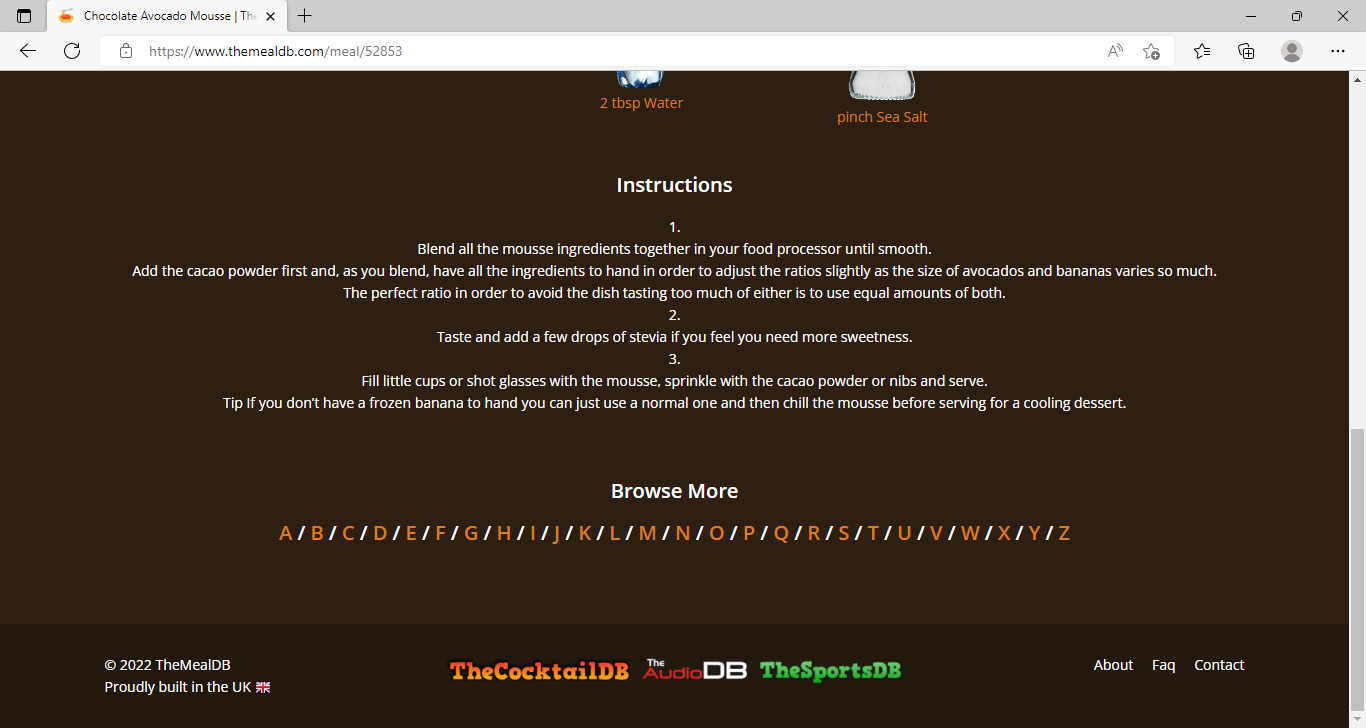 Chocolate Avocado Mousse | The
https://www.themealdb.com/meal/52853
2 tbsp Water
pinch Sea Salt
Instructions
1.
Blend all the mousse ingredients together in your food processor until smooth.
Add the cacao powder first and, as you blend, have all the ingredients to hand in order to adjust the ratios slightly as the size of avocados and bananas varies so much.
The perfect ratio in order to avoid the dish tasting too much of either is to use equal amounts of both.
2.
Taste and add a few drops of stevia if you feel you need more sweetness.
3.
Fill little cups or shot glasses with the mousse, sprinkle with the cacao powder or nibs and serve.
Tip If you don’t have a frozen banana to hand you can just use a normal one and then chill the mousse before serving for a cooling dessert.
Browse More
A / B / C / D / E / F / G / H / I / J / K / L / M / N / O / P / Q / R / S / T / U / V / W / X / Y / Z
© 2022 TheMealDB
Proudly built in the UK
TheCocktailDB The AudioDB TheSportsDB
About Faq Contact